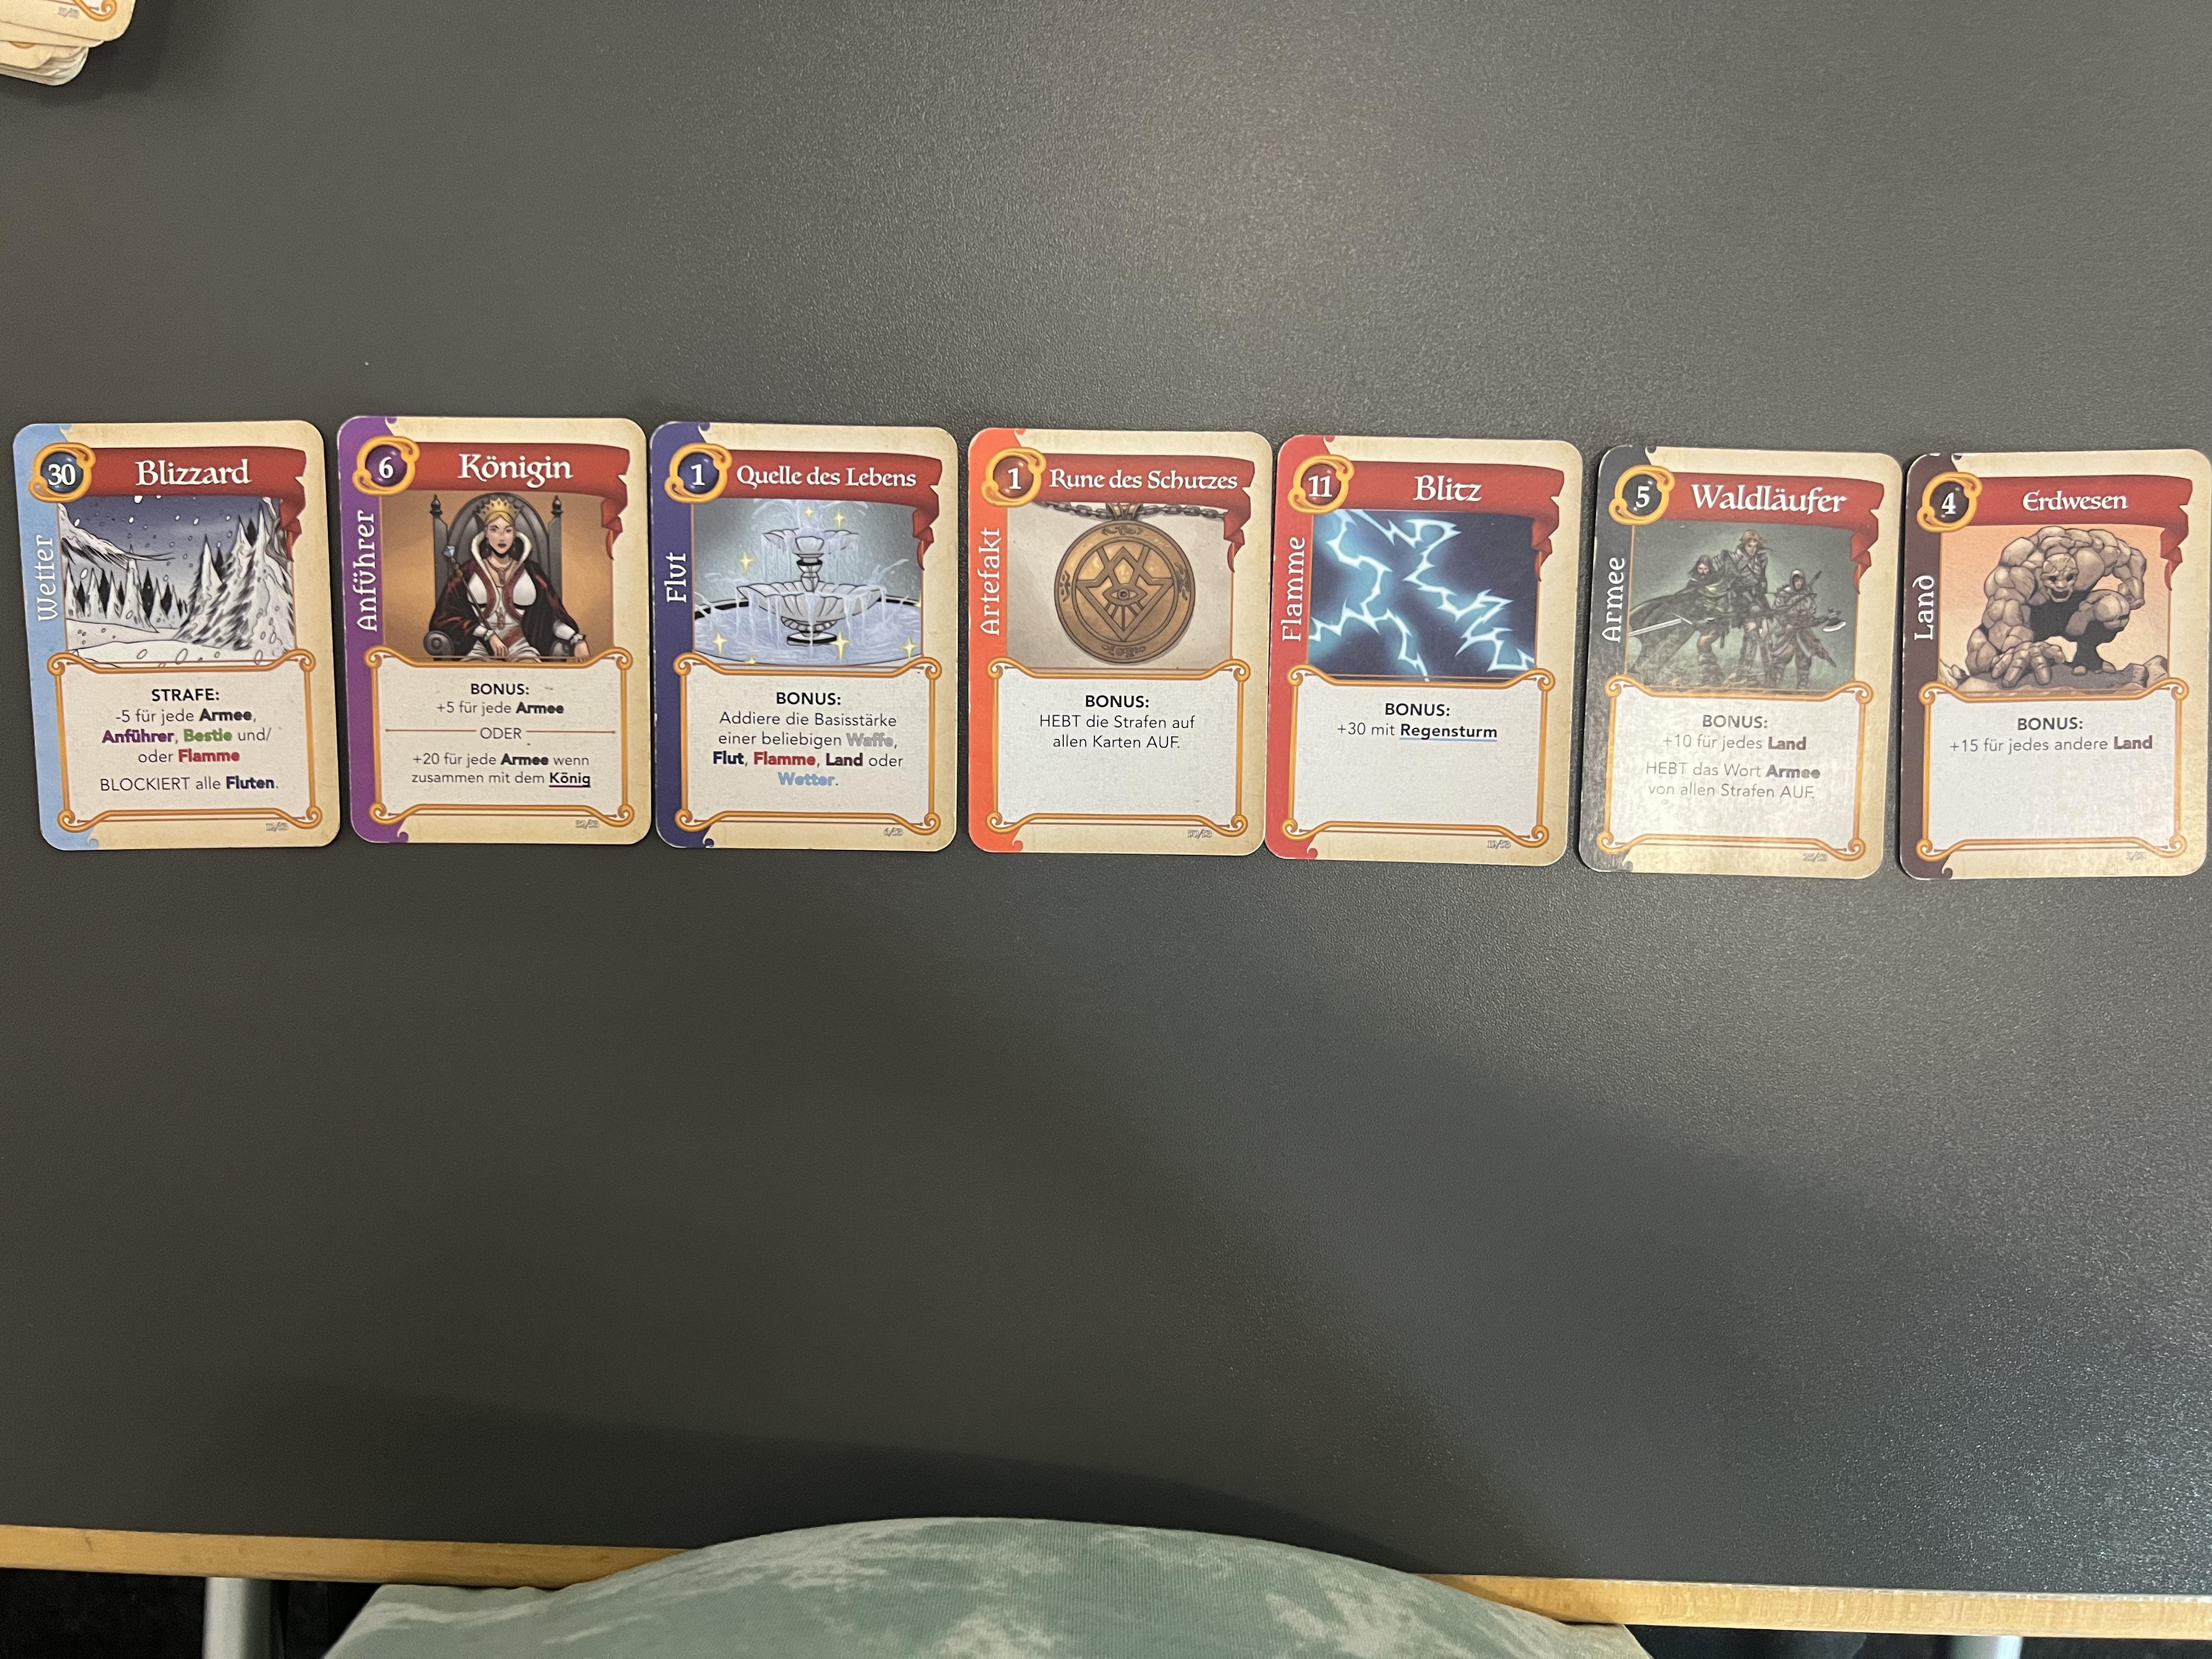 30
Blizzard
Wetter
STRAFE:
-5 für jede Armee,
Anführer, Bestie und/
oder Flamme
BLOCKIERT alle Fluten.
6
Königin
Anführer
BONUS:
+5 für jede Armee
ODER
+20 für jede Armee wenn
zusammen mit dem König
1
Quelle des Lebens
Flut
BONUS:
Addiere die Basisstärke
einer beliebigen Waffe,
Flut, Flamme, Land oder
Wetter.
1
Rune des Schutzes
Artefakt
BONUS:
HEBT die Strafen auf
allen Karten AUF.
11
Blitz
Flamme
BONUS:
+30 mit Regensturm
5
Waldläufer
Armee
BONUS:
+10 für jedes Land
HEBT das Wort Armee
von allen Strafen AUF.
4
Erdwesen
Land
BONUS:
+15 für jedes andere Land